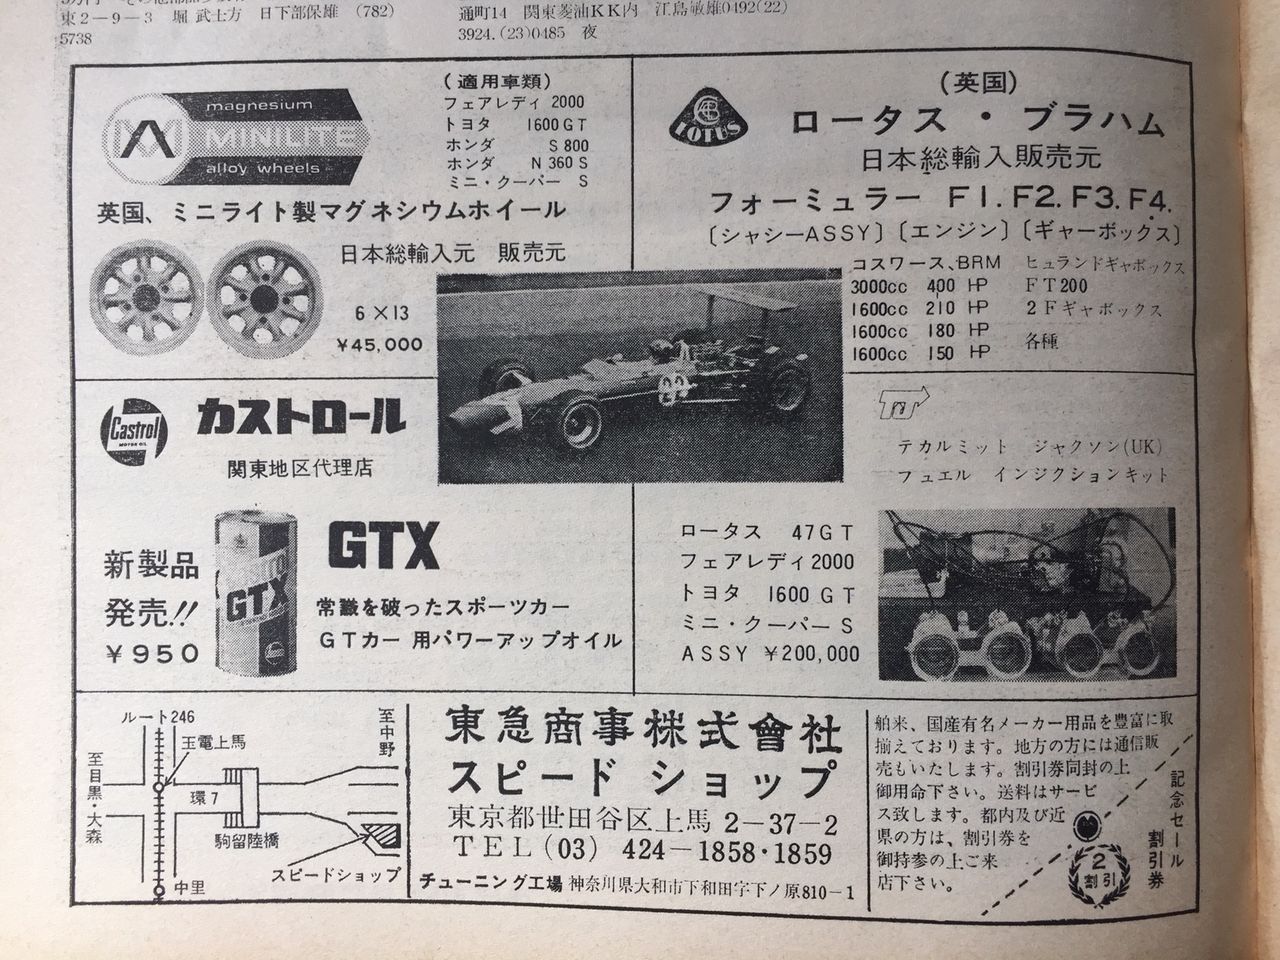 東2-9-3 堀 武士方 日下部保雄 (782)
5738
通町14 関東菱油KK内 江島敏雄0492(22)
3924.(23)0485 夜
magnesium
MINILITE
alloy wheels
(適用車類)
フェアレディ 2000
トヨタ 1600GT
ホンダ S800
ホンダ N360S
ミニ・クーパー S
英国、ミニライト製マグネシウムホイール
日本総輸入元 販売元
6×13
¥45,000
LOTUS
(英国)
ロータス・ブラハム
日本総輸入販売元
フォーミュラー F1.F2.F3.F4.
〔シャシーASSY〕〔エンジン〕〔ギャーボックス〕
コスワース、BRM
3000cc 400 HP
1600cc 210 HP
1600cc 180 HP
1600cc 150 HP
ヒュランドギャボックス
FT200
2Fギャボックス
各種
22
Castrol
MOTOR OIL
カストロール
関東地区代理店
新製品
発売!!
¥950
GTX
GTX
常識を破ったスポーツカー
GTカー 用パワーアップオイル
テカルミット ジャクソン(UK)
フュエル インジクションキット
ロータス 47GT
フェアレディ2000
トヨタ 1600GT
ミニ・クーパー S
ASSY ¥200,000
ルート246
玉電上馬
至中野
至目黒・大森
環7
駒留陸橋
中里
スピードショップ
東急商事株式會社
スピードショップ
東京都世田谷区上馬2-37-2
TEL(03) 424-1858・1859
チューニング工場 神奈川県大和市下和田字下ノ原810-1
舶来、国産有名メーカー用品を豊富に取
揃えております。地方の方には通信販
売もいたします。割引券同封の上
御用命下さい。送料はサービ
ス致します。都内及び近
県の方は、割引券を
御持参の上ご来
店下さい。
記念セール
割引券
2
割引